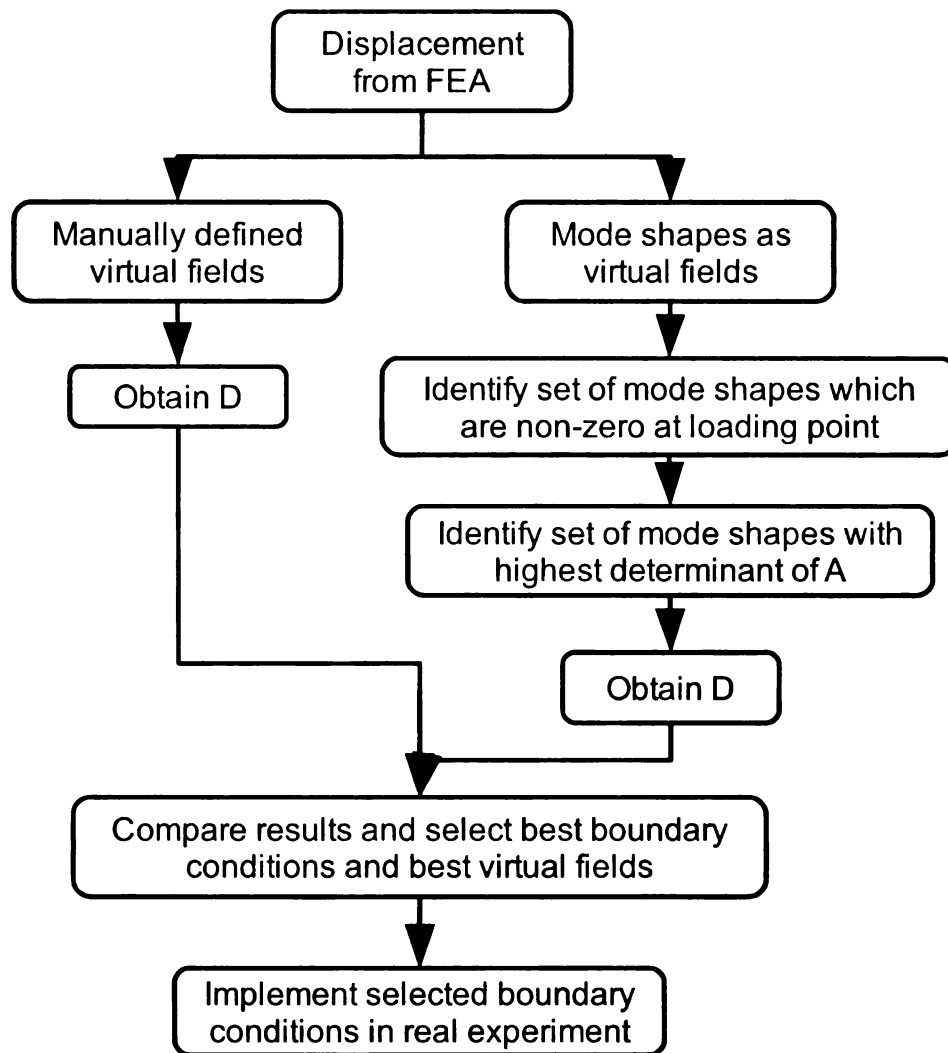 Displacement
from FEA
Manually defined
virtual fields
Mode shapes as
virtual fields
Obtain D
Identify set of mode shapes which
are non-zero at loading point
Identify set of mode shapes with
highest determinant of A
Obtain D
Compare results and select best boundary
conditions and best virtual fields
Implement selected boundary
conditions in real experiment